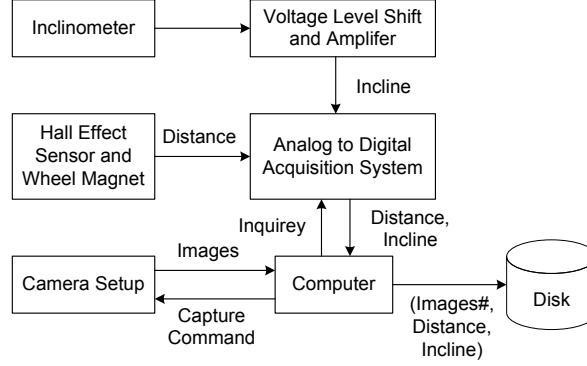 Inclinometer
Voltage Level Shift
and Amplifer
Incline
Hall Effect
Sensor and
Wheel Magnet
Distance
Analog to Digital
Acquisition System
Inquirey
Distance,
Incline
Images
Camera Setup
Computer
Capture
Command
(Images#,
Distance,
Incline)
Disk